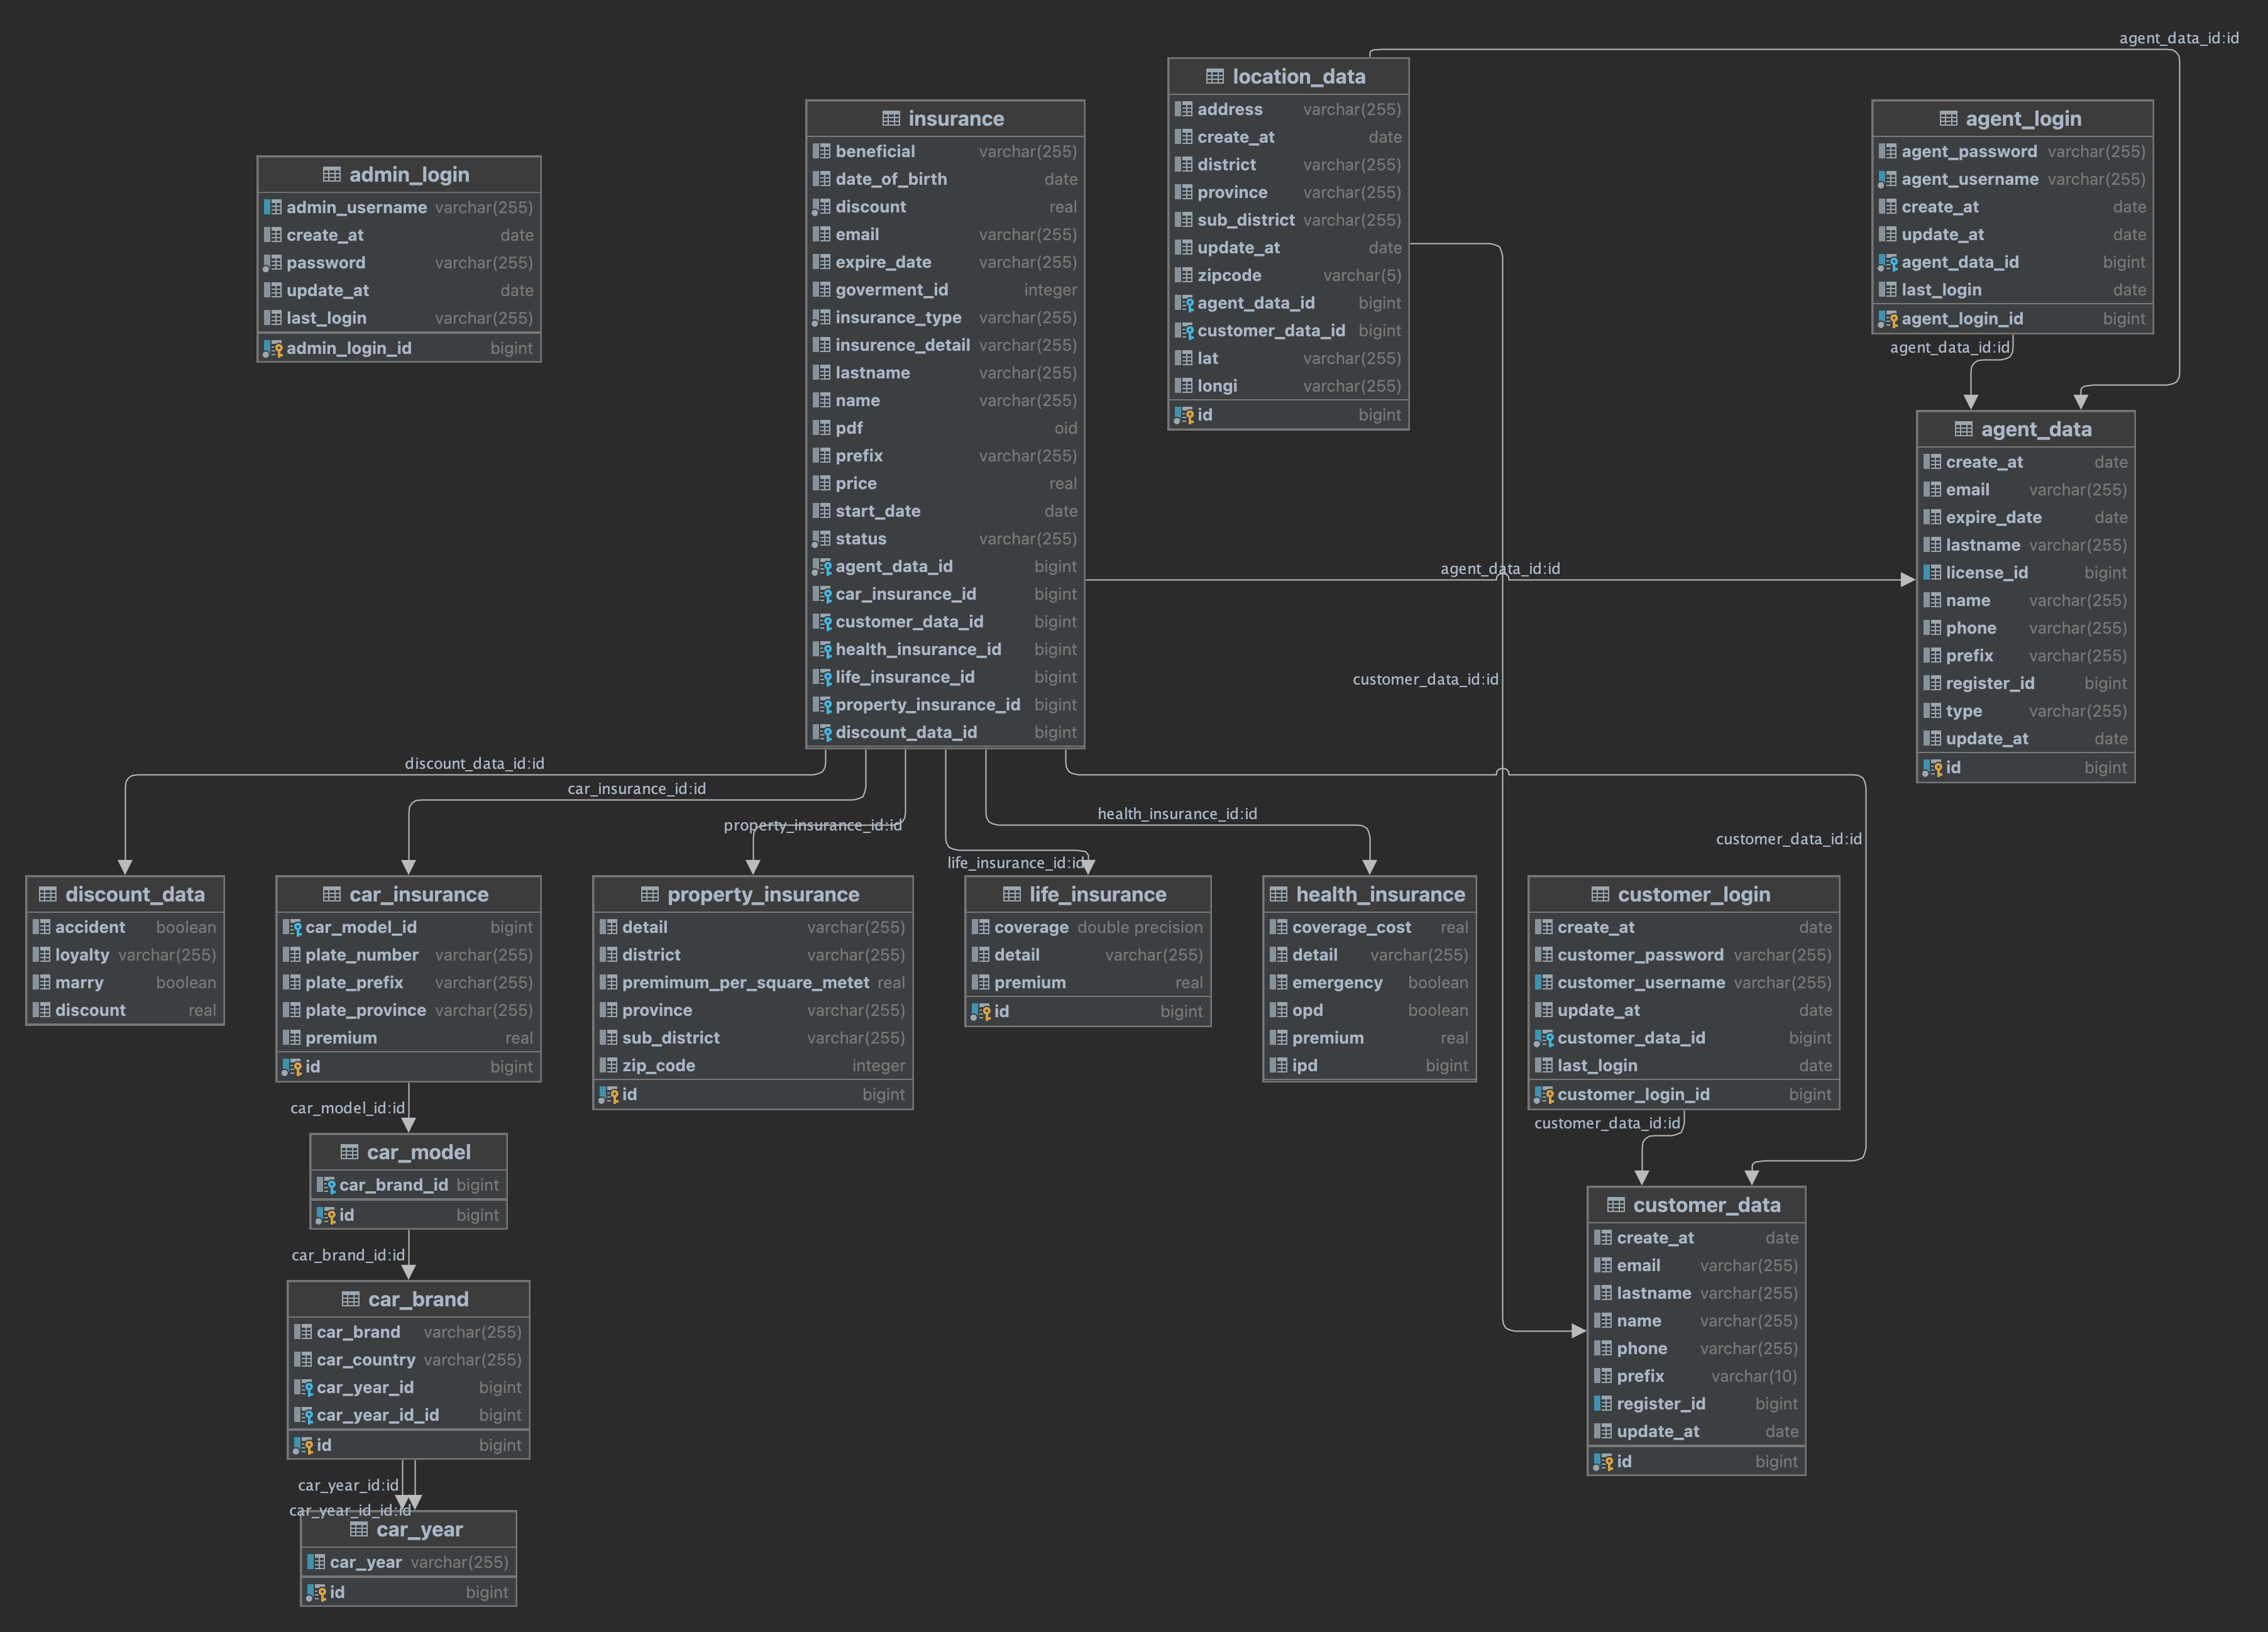 agent_data_id:id
location_data
address varchar(255)
create_at date
district varchar(255)
province varchar(255)
sub_district varchar(255)
update_at date
zipcode varchar(5)
agent_data_id bigint
customer_data_id bigint
lat varchar(255)
longi varchar(255)
id bigint
insurance
beneficial varchar(255)
date_of_birth date
discount real
email varchar(255)
expire_date varchar(255)
goverment_id integer
insurance_type varchar(255)
insurence_detail varchar(255)
lastname varchar(255)
name varchar(255)
pdf oid
prefix varchar(255)
price real
start_date date
status varchar(255)
agent_data_id bigint
car_insurance_id bigint
customer_data_id bigint
health_insurance_id bigint
life_insurance_id bigint
property_insurance_id bigint
discount_data_id bigint
agent_login
agent_password varchar(255)
agent_username varchar(255)
create_at date
update_at date
agent_data_id bigint
last_login date
agent_login_id bigint
agent_data_id:id
admin_login
admin_username varchar(255)
create_at date
password varchar(255)
update_at date
last_login varchar(255)
admin_login_id bigint
agent_data
create_at date
email varchar(255)
expire_date date
lastname varchar(255)
license_id bigint
name varchar(255)
phone varchar(255)
prefix varchar(255)
register_id bigint
type varchar(255)
update_at date
id bigint
agent_data_id:id
customer_data_id:id
discount_data_id:id
car_insurance_id:id
property_insurance_id:id
life_insurance_id:id
health_insurance_id:id
customer_data_id:id
discount_data
accident boolean
loyalty varchar(255)
marry boolean
discount real
car_insurance
car_model_id bigint
plate_number varchar(255)
plate_prefix varchar(255)
plate_province varchar(255)
premium real
id bigint
property_insurance
detail varchar(255)
district varchar(255)
premimum_per_square_metet real
province varchar(255)
sub_district varchar(255)
zip_code integer
id bigint
life_insurance
coverage double precision
detail varchar(255)
premium real
id bigint
health_insurance
coverage_cost real
detail varchar(255)
emergency boolean
opd boolean
premium real
ipd bigint
customer_login
create_at date
customer_password varchar(255)
customer_username varchar(255)
update_at date
customer_data_id bigint
last_login date
customer_login_id bigint
car_model_id:id
customer_data_id:id
car_model
car_brand_id bigint
id bigint
car_brand_id:id
car_brand
car_brand varchar(255)
car_country varchar(255)
car_year_id bigint
car_year_id_id bigint
id bigint
car_year_id:id
car_year_id_id:id
car_year
car_year varchar(255)
id bigint
customer_data
create_at date
email varchar(255)
lastname varchar(255)
name varchar(255)
phone varchar(255)
prefix varchar(10)
register_id bigint
update_at date
id bigint